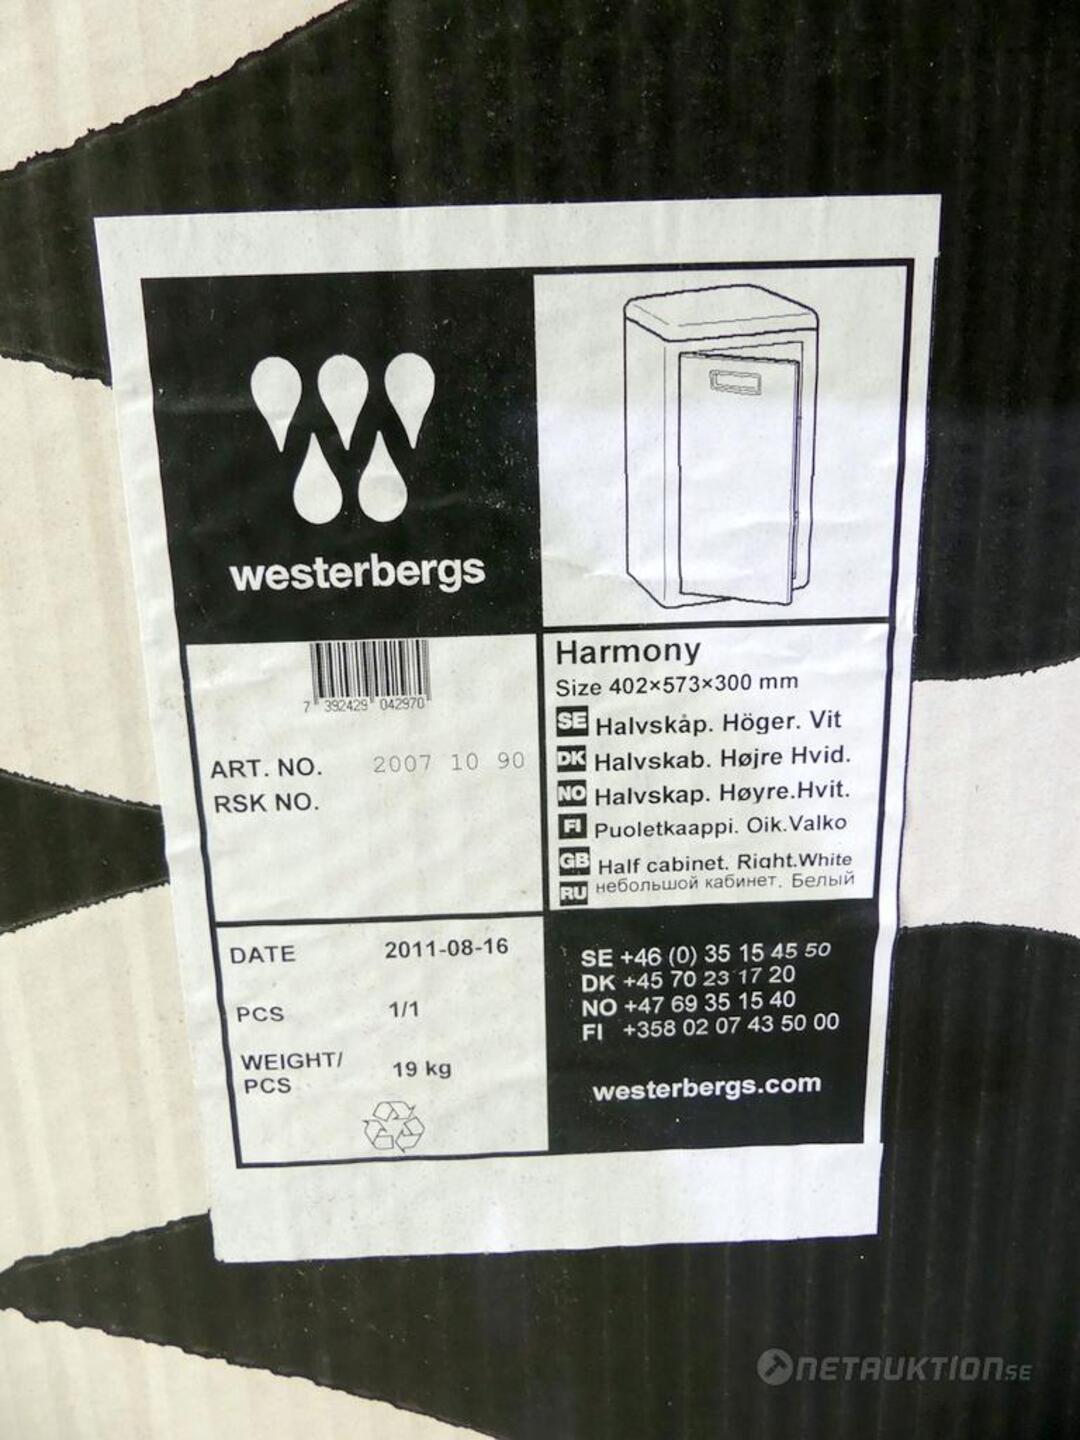 westerbergs
7 392429 042970
ART. NO. 2007 10 90
RSK NO.
Harmony
Size 402×573×300 mm
SE Halvskåp. Höger. Vit
DK Halvskab. Højre Hvid.
NO Halvskap. Høyre.Hvit.
FI Puoletkaappi. Oik.Valko
GB Half cabinet. Right.White
RU небольшой кабинет. Белый
DATE 2011-08-16
PCS 1/1
WEIGHT/
PCS 19 kg
SE +46 (0) 35 15 45 50
DK +45 70 23 17 20
NO +47 69 35 15 40
FI +358 02 07 43 50 00
westerbergs.com
NETAUKTION.SE